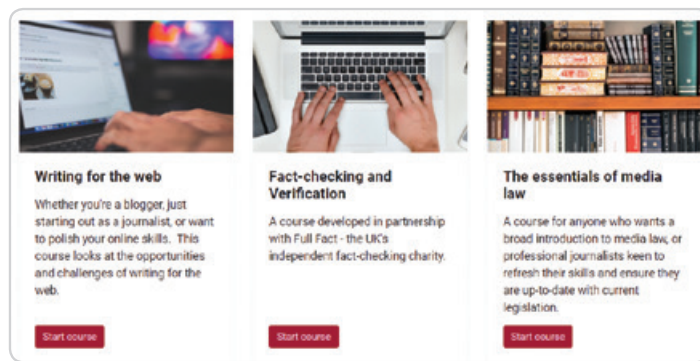 Writing for the web
Whether you're a blogger, just
starting out as a journalist, or want
to polish your online skills.  This
course looks at the opportunities
and challenges of writing for the
web.
Start course
Fact-checking and
Verification
A course developed in partnership
with Full Fact - the UK's
independent fact-checking charity.
Start course
The essentials of media
law
A course for anyone who wants a
broad introduction to media law, or
professional journalists keen to
refresh their skills and ensure they
are up-to-date with current
legislation.
Start course